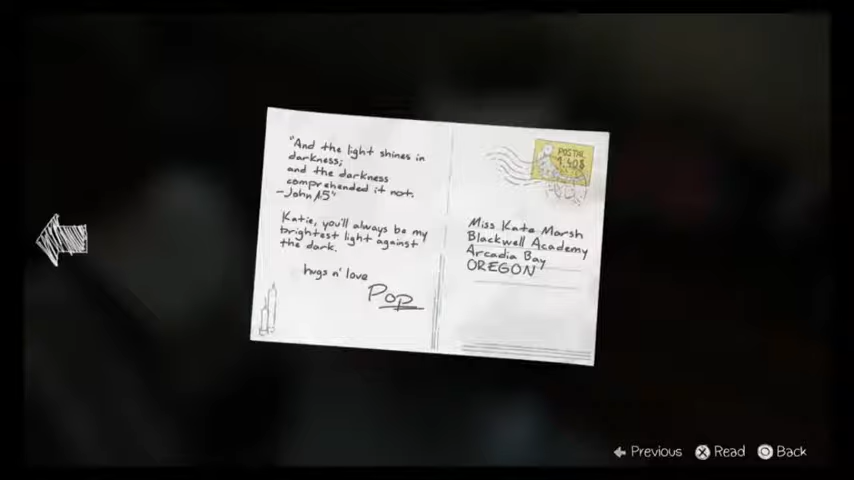 "And the light shines in
darkness;
and the darkness
comprehended it not.
-John 1:5"
Katie, you'll always be my
brightest light against
the dark.
hugs n' love
Pop
POSTAL
1.40$
Miss Kate Marsh
Blackwell Academy
Arcadia Bay
OREGON
Previous
Read
Back